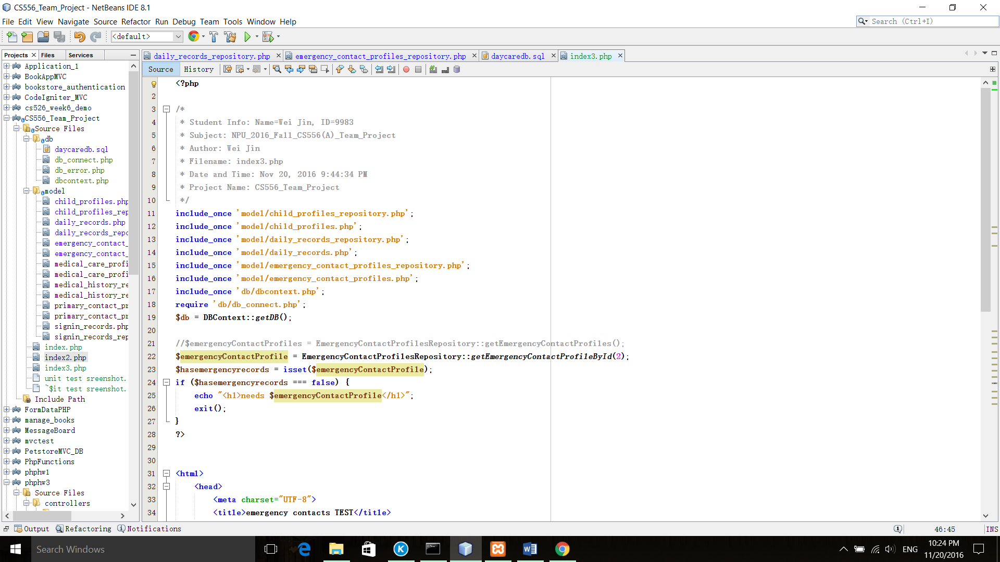 CS556_Team_Project - NetBeans IDE 8.1
File Edit View Navigate Source Refactor Run Debug Team Tools Window Help
Search (Ctrl+I)
<default>
Projects Files Services
daily_records_repository.php emergency_contact_profiles_repository.php daycaredb.sql index3.php
Source History
Application_1
BookAppMVC
bookstore_authentication
CodeIgniter_MVC
cs526_week6_demo
CS556_Team_Project
Source Files
db
daycaredb.sql
db_connect.php
db_error.php
dbcontext.php
model
child_profiles.php
child_profiles_rep
daily_records.php
daily_records_repo
emergency_contact_
emergency_contact_
medical_care_profi
medical_care_profi
medical_history_re
medical_history_re
primary_contact_pr
primary_contact_pr
signin_records.php
signin_records_rep
index.php
index2.php
index3.php
unit test sreenshot.
~$it test sreenshot.
Include Path
FormDataPHP
manage_books
MessageBoard
mvctest
PetstoreMVC_DB
PhpFunctions
phphw1
phphw3
Source Files
controllers
<?php
2
3 /*
4 * Student Info: Name=Wei Jin, ID=9983
5 * Subject: NPU_2016_Fall_CS556(A)_Team_Project
6 * Author: Wei Jin
7 * Filename: index3.php
8 * Date and Time: Nov 20, 2016 9:44:34 PM
9 * Project Name: CS556_Team_Project
10 */
11 include_once 'model/child_profiles_repository.php';
12 include_once 'model/child_profiles.php';
13 include_once 'model/daily_records_repository.php';
14 include_once 'model/daily_records.php';
15 include_once 'model/emergency_contact_profiles_repository.php';
16 include_once 'model/emergency_contact_profiles.php';
17 include_once 'db/dbcontext.php';
18 require 'db/db_connect.php';
19 $db = DBContext::getDB();
20
21 //$emergencyContactProfiles = EmergencyContactProfilesRepository::getEmergencyContactProfiles();
22 $emergencyContactProfile = EmergencyContactProfilesRepository::getEmergencyContactProfileById(2);
23 $hasemergencyrecords = isset($emergencyContactProfile);
24 if ($hasemergencyrecords === false) {
25 echo "<h1>needs $emergencyContactProfile</h1>";
26 exit();
27 }
28 ?>
29
30
31 <html>
32 <head>
33 <meta charset="UTF-8">
34 <title>emergency contacts TEST</title>
Output Refactoring Notifications
1
46:45 INS
Search Windows
ENG
10:24 PM
11/20/2016